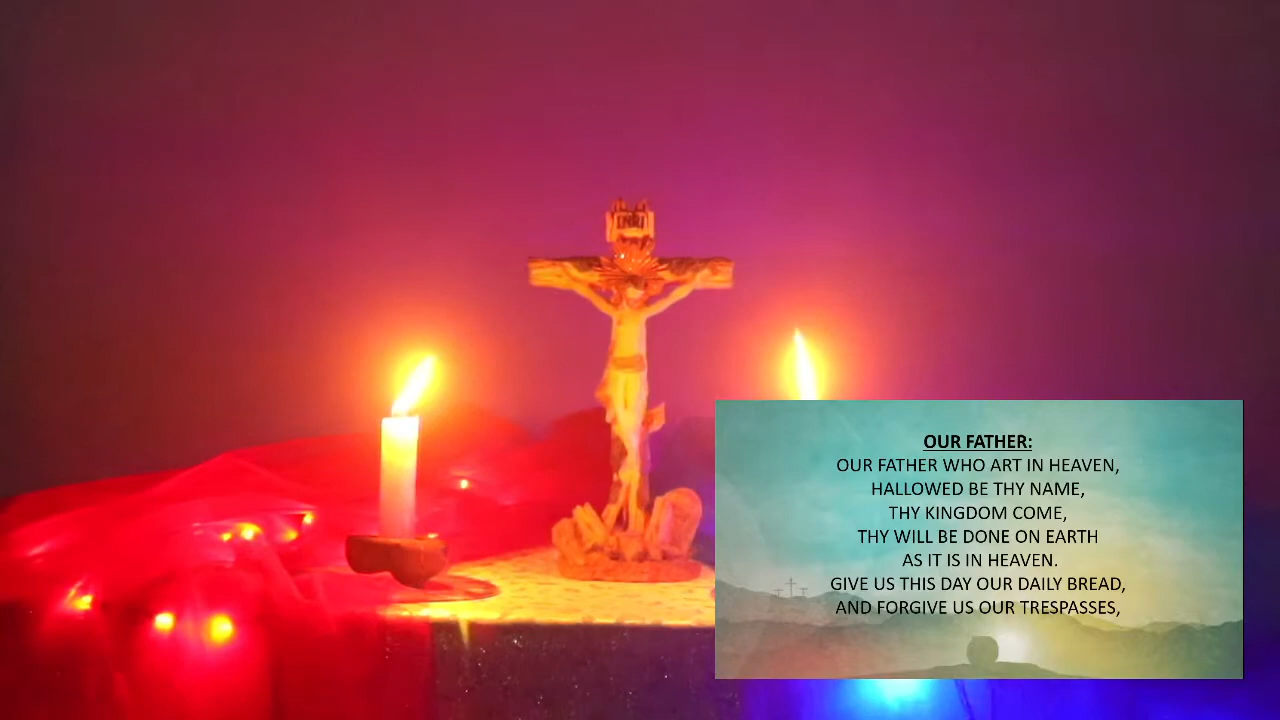 INRI
OUR FATHER:
OUR FATHER WHO ART IN HEAVEN,
HALLOWED BE THY NAME,
THY KINGDOM COME,
THY WILL BE DONE ON EARTH
AS IT IS IN HEAVEN.
GIVE US THIS DAY OUR DAILY BREAD,
AND FORGIVE US OUR TRESPASSES,